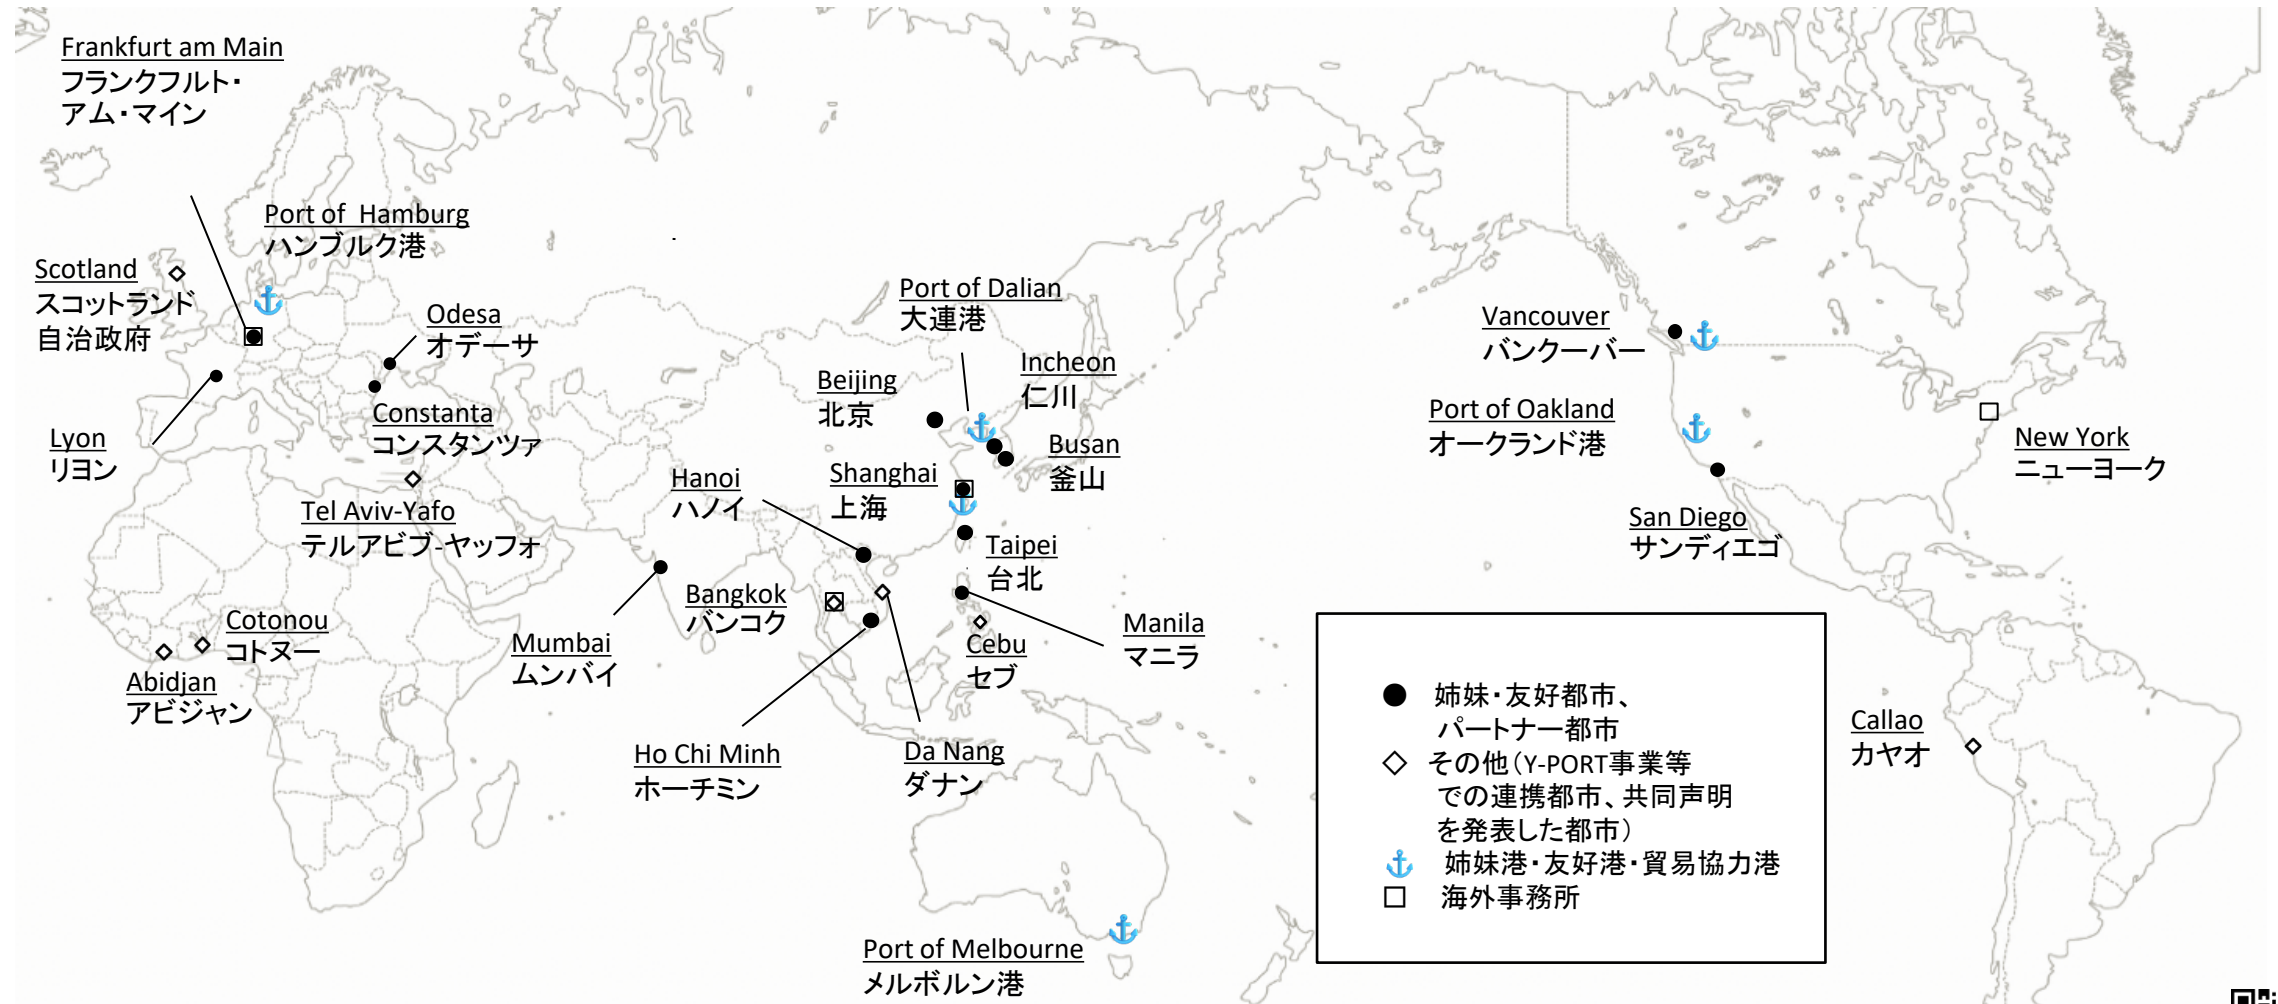 Frankfurt am Main
フランクフルト・
アム・マイン
Port of Hamburg
ハンブルク港
Scotland
スコットランド
自治政府
Odesa
オデーサ
Lyon
リヨン
Constanta
コンスタンツァ
Tel Aviv-Yafo
テルアビブ-ヤッフォ
Cotonou
コトヌー
Abidjan
アビジャン
Mumbai
ムンバイ
Port of Dalian
大連港
Incheon
仁川
Beijing
北京
Busan
釜山
Shanghai
上海
Hanoi
ハノイ
Taipei
台北
Bangkok
バンコク
Manila
マニラ
Cebu
セブ
Ho Chi Minh
ホーチミン
Da Nang
ダナン
Port of Melbourne
メルボルン港
Vancouver
バンクーバー
Port of Oakland
オークランド港
New York
ニューヨーク
San Diego
サンディエゴ
Callao
カヤオ
● 姉妹・友好都市、
パートナー都市
◇ その他（Y-PORT事業等
での連携都市、共同声明
を発表した都市）
⚓ 姉妹港・友好港・貿易協力港
□ 海外事務所